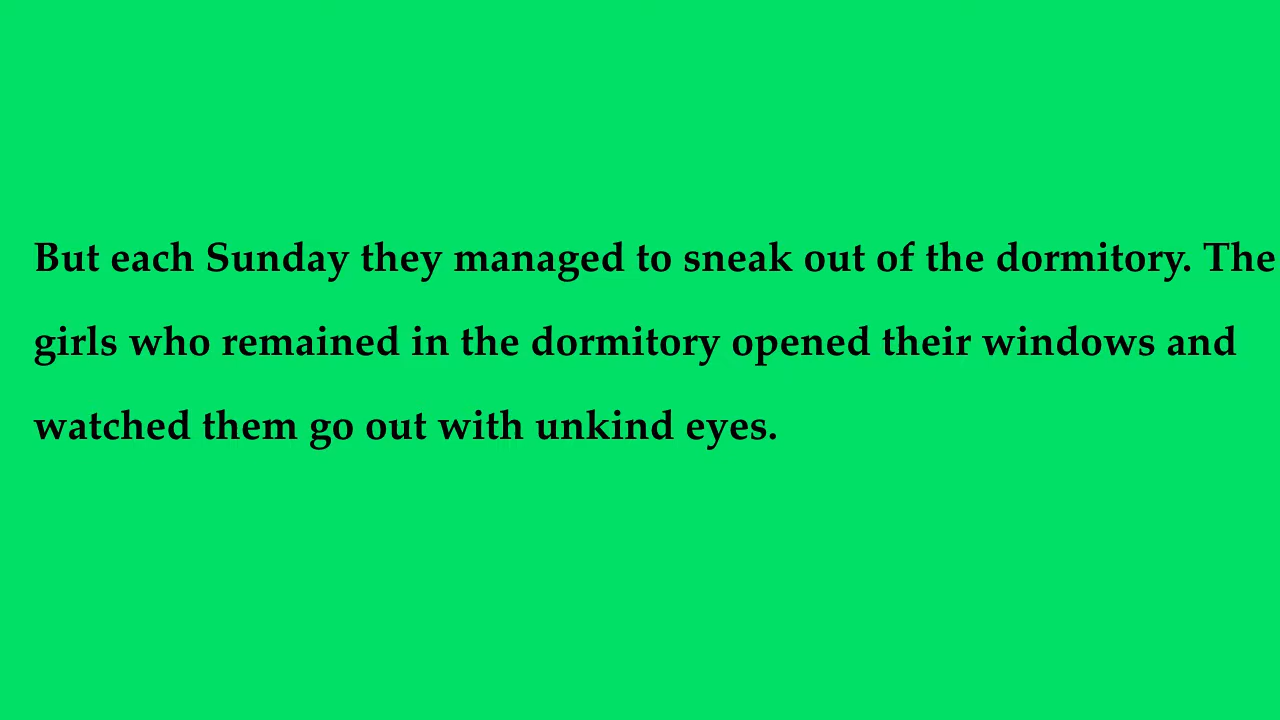 But each Sunday they managed to sneak out of the dormitory. The
girls who remained in the dormitory opened their windows and
watched them go out with unkind eyes.